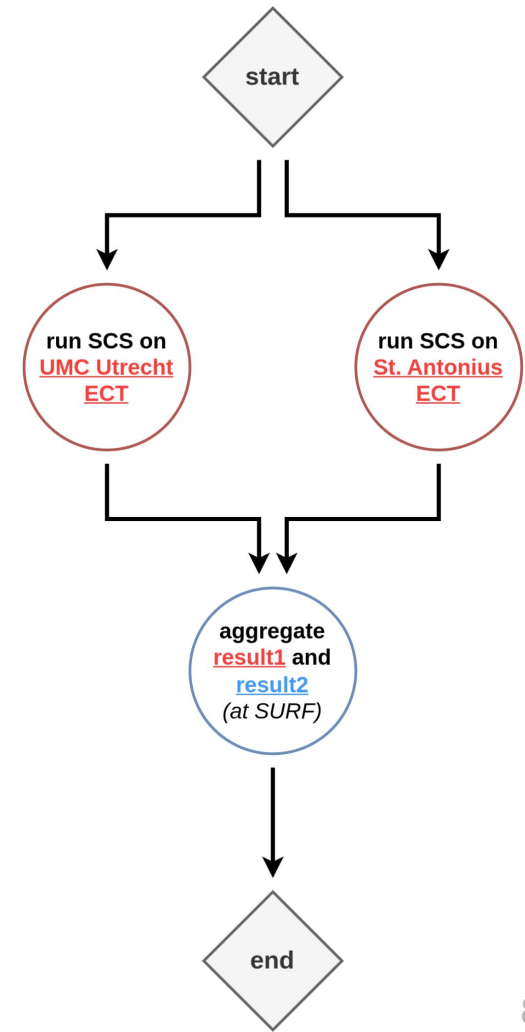 start
run SCS on
UMC Utrecht
ECT
run SCS on
St. Antonius
ECT
aggregate
result1 and
result2
(at SURF)
end